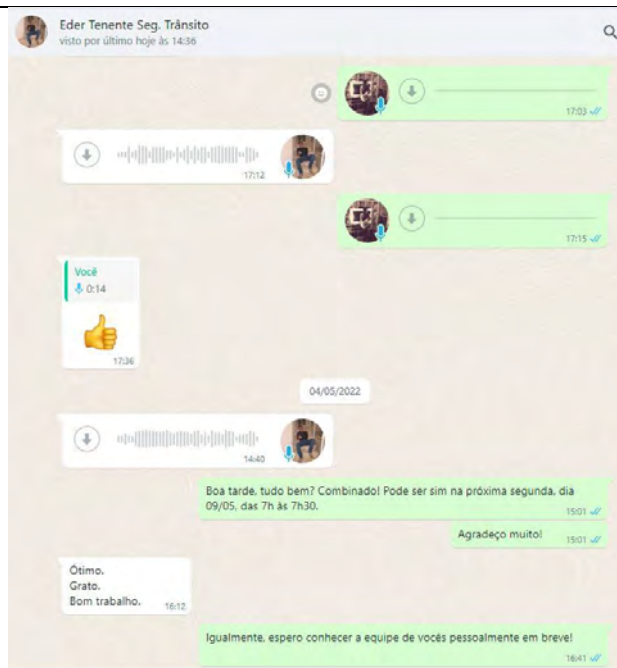 Eder Tenente Seg. Trânsito
visto por último hoje às 14:36
17:03
17:12
17:15
Você
0:14
17:36
04/05/2022
14:40
Boa tarde, tudo bem? Combinado! Pode ser sim na próxima segunda, dia
09/05, das 7h às 7h30.
15:01
Agradeço muito!
15:01
Ótimo.
Grato.
Bom trabalho.
16:12
Igualmente, espero conhecer a equipe de vocês pessoalmente em breve!
16:41